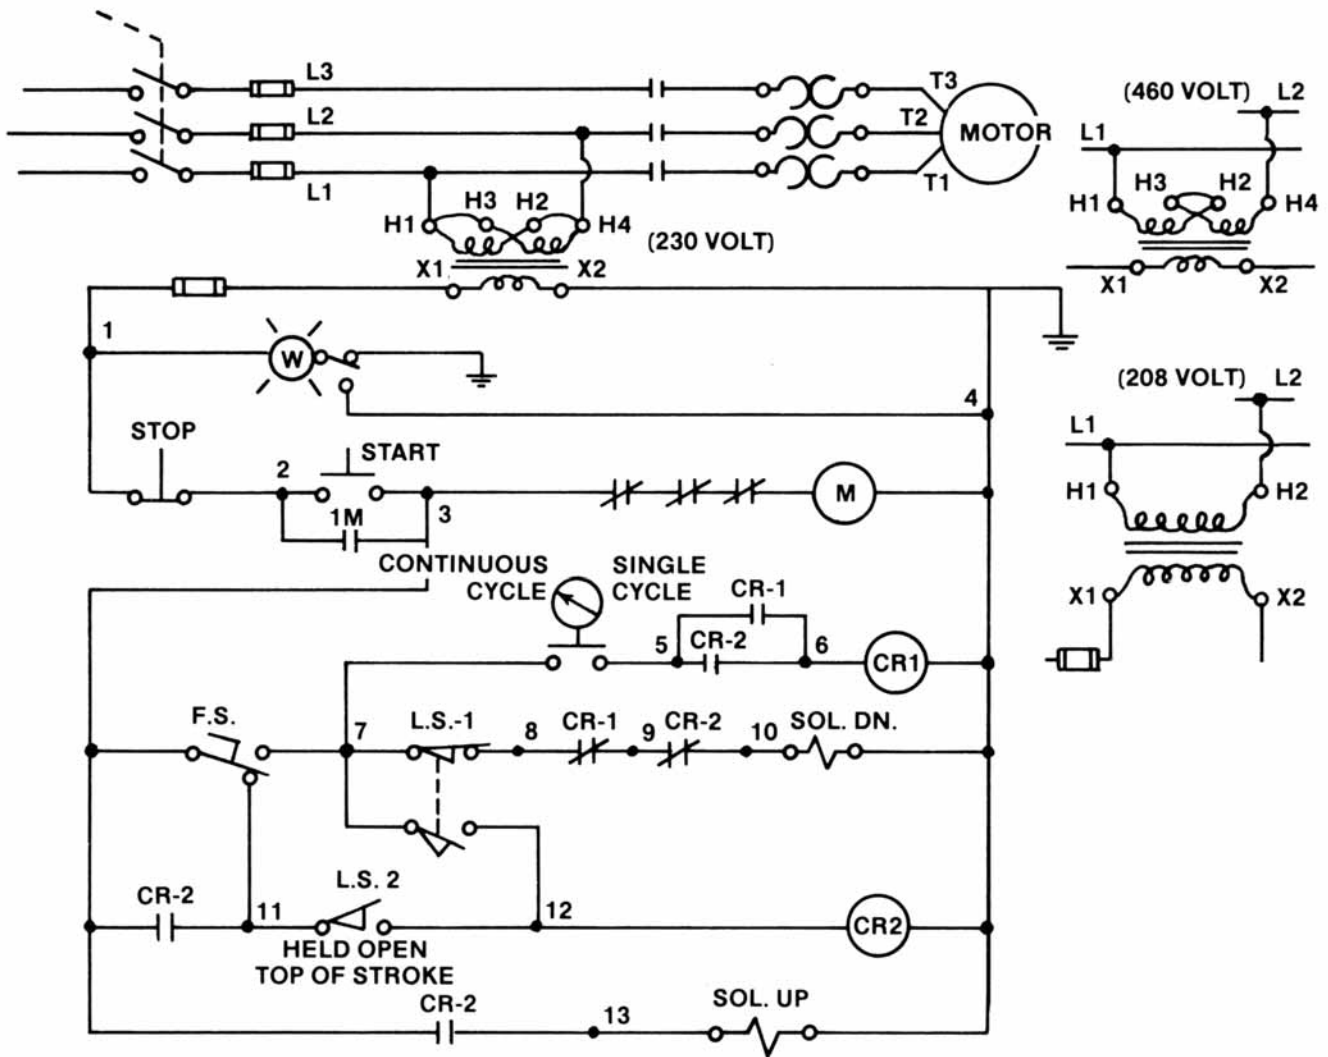 L3
L2
L1
T3
T2
T1
MOTOR
(460 VOLT)
L2
L1
H1 H3 H2 H4
X1 X2
H1 H3 H2 H4
(230 VOLT)
X1 X2
1
W
4
(208 VOLT)
L2
L1
H1 H2
X1 X2
STOP
2
START
1M
3
M
CONTINUOUS
CYCLE
SINGLE
CYCLE
CR-1
5
CR-2
6
CR1
F.S.
7
L.S.-1
8
CR-1
9
CR-2
10
SOL. DN.
CR-2
11
L.S. 2
HELD OPEN
TOP OF STROKE
12
CR2
CR-2
13
SOL. UP